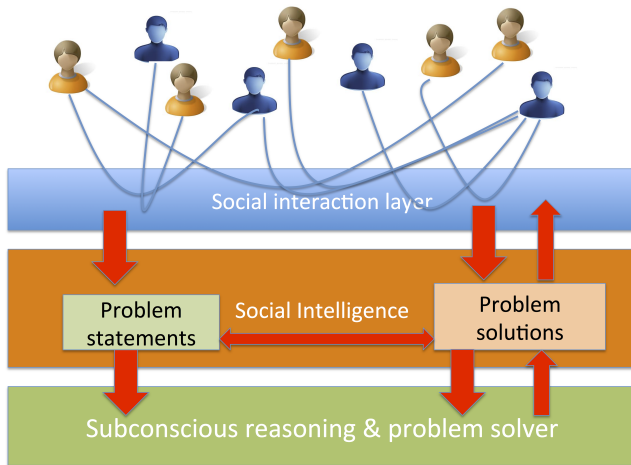 Social interaction layer
Problem
statements
Social Intelligence
Problem
solutions
Subconscious reasoning & problem solver